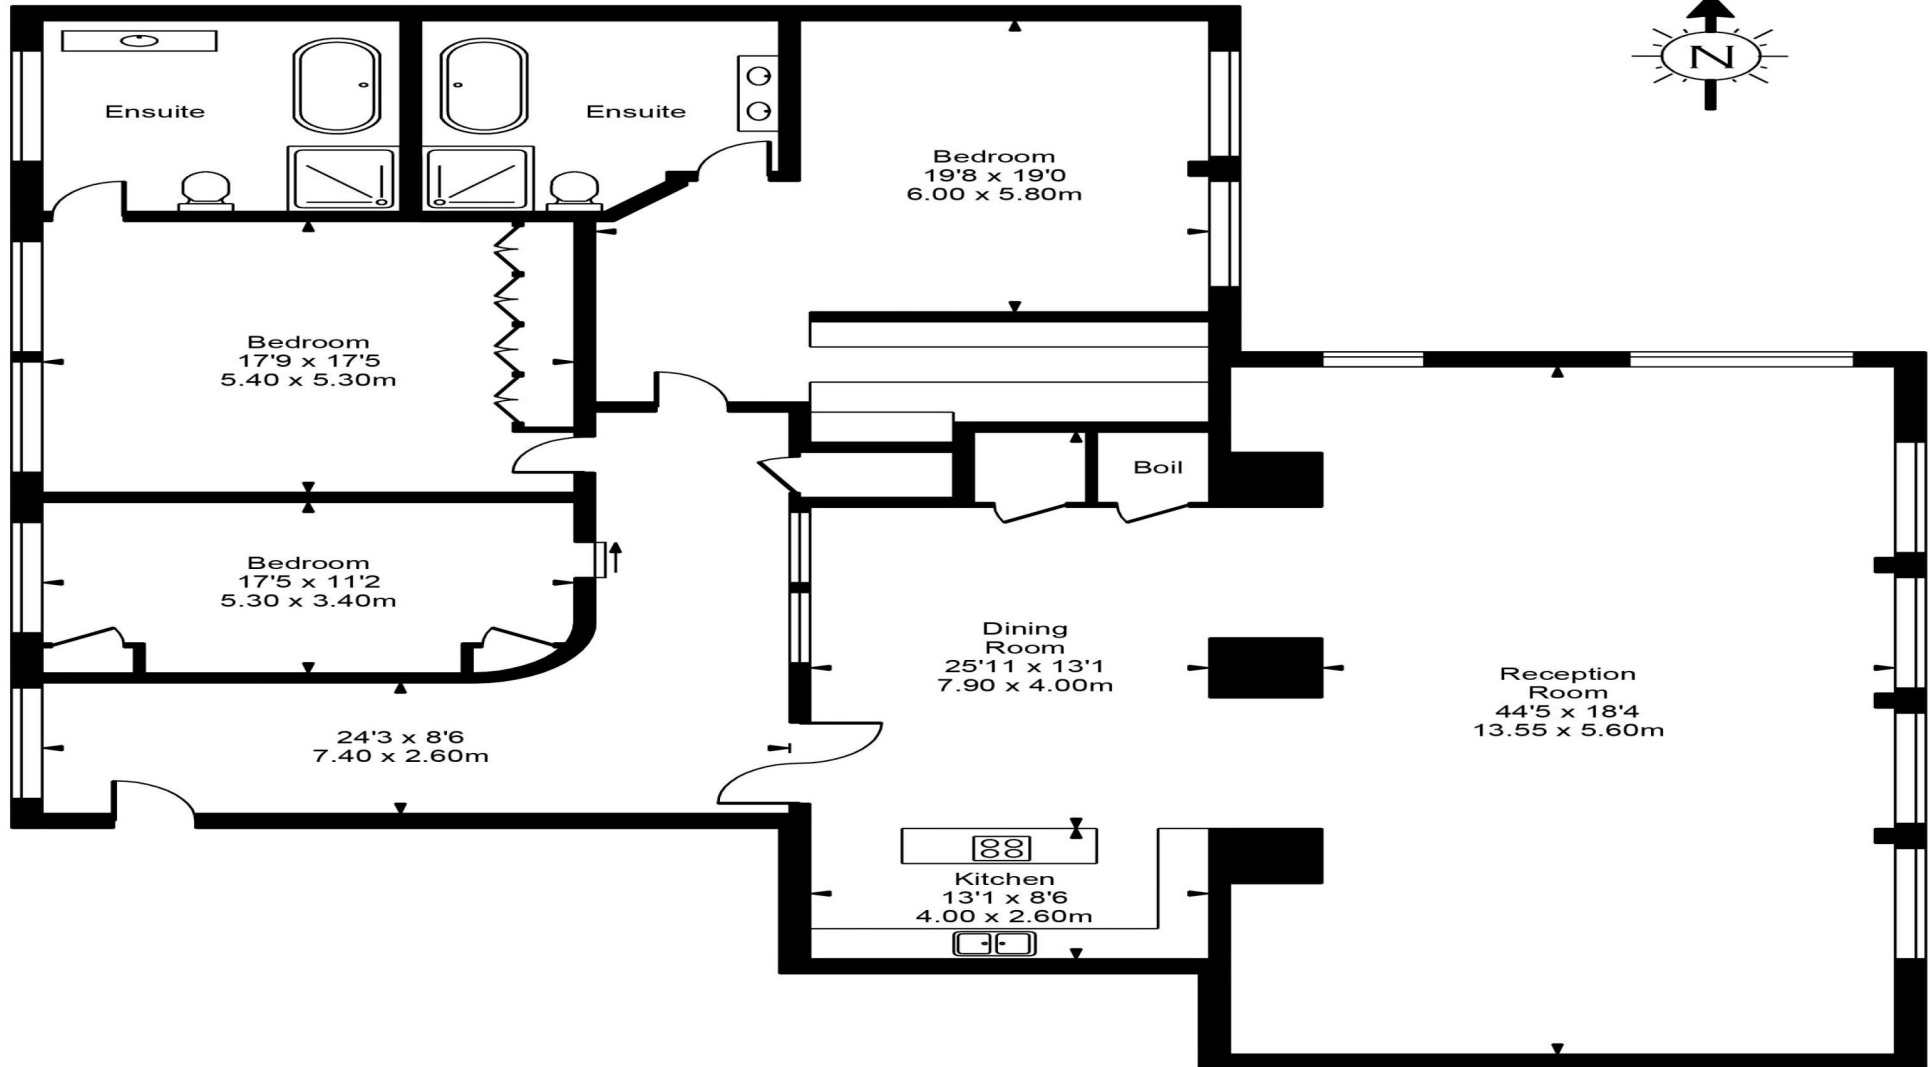 N
Ensuite
Ensuite
Bedroom
19'8 x 19'0
6.00 x 5.80m
Bedroom
17'9 x 17'5
5.40 x 5.30m
Boil
Bedroom
17'5 x 11'2
5.30 x 3.40m
Dining
Room
25'11 x 13'1
7.90 x 4.00m
Reception
Room
44'5 x 18'4
13.55 x 5.60m
24'3 x 8'6
7.40 x 2.60m
Kitchen
13'1 x 8'6
4.00 x 2.60m